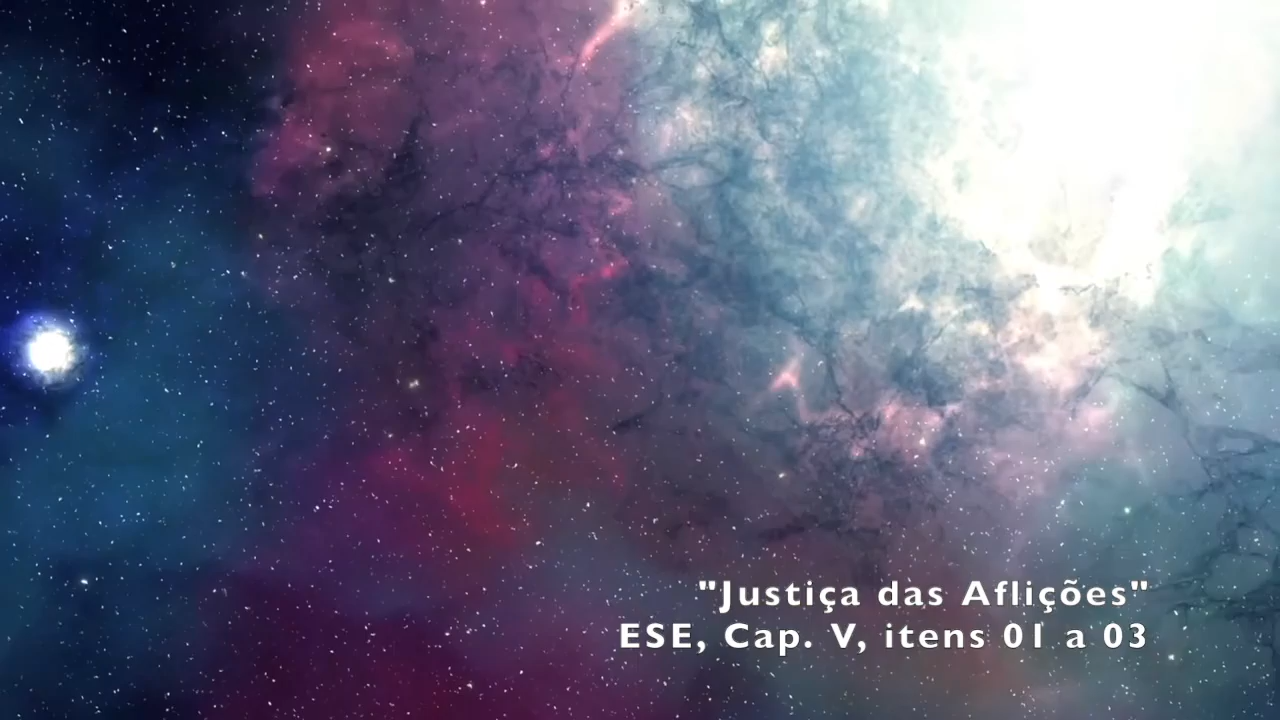 "Justiça das Aflições"
ESE, Cap. V, itens 01 a 03